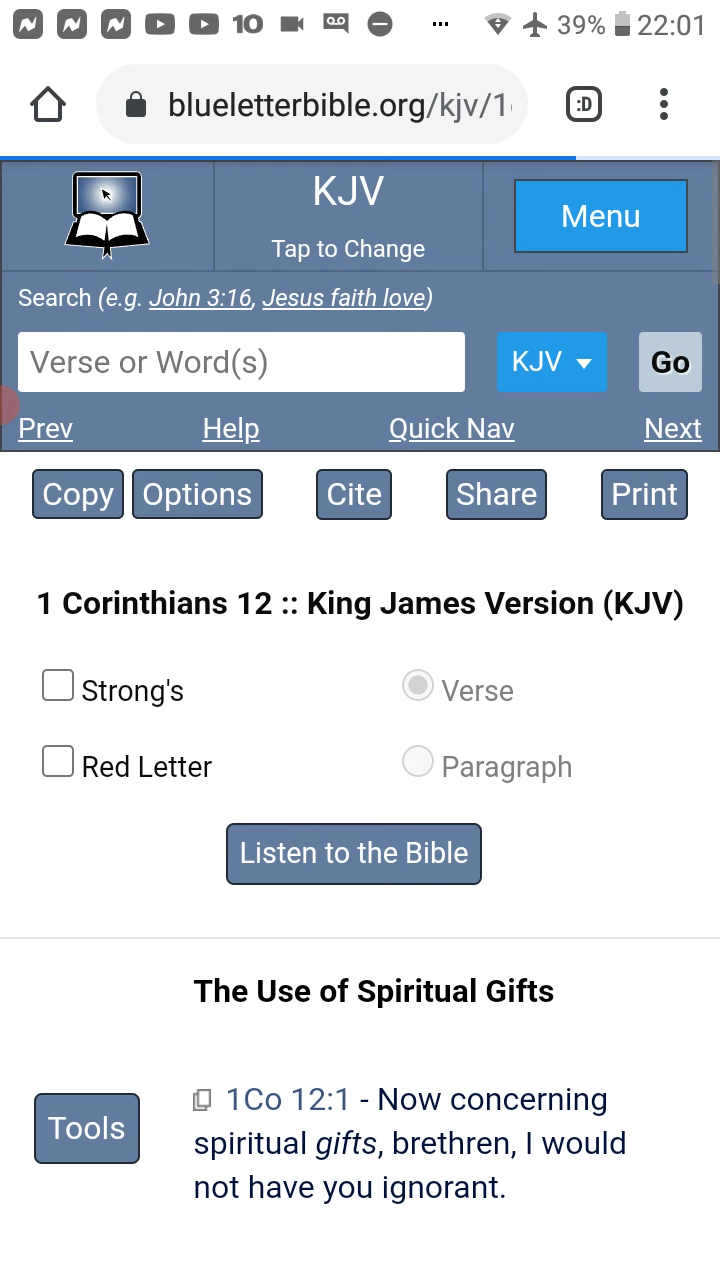 10 39% 22:01
:D
blueletterbible.org/kjv/1
KJV
Tap to Change
Menu
Search (e.g. John 3:16, Jesus faith love)
Verse or Word(s)
KJV
Go
Prev Help Quick Nav Next
Copy Options Cite Share Print
1 Corinthians 12 :: King James Version (KJV)
Strong's Verse
Red Letter Paragraph
Listen to the Bible
The Use of Spiritual Gifts
Tools
1Co 12:1 - Now concerning
spiritual gifts, brethren, I would
not have you ignorant.